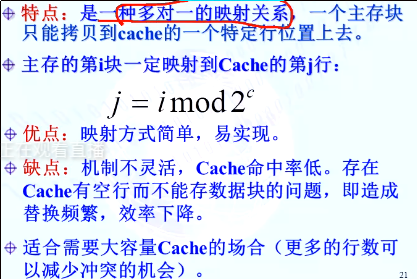 特点：是一种多对一的映射关系，一个主存块
只能拷贝到cache的一个特定行位置上去。
主存的第i块一定映射到Cache的第j行：
j = i mod 2^c
优点：映射方式简单，易实现。
正在观看直播
缺点：机制不灵活，Cache命中率低。存在
Cache有空行而不能存数据块的问题，即造成
替换频繁，效率下降。
适合需要大容量Cache的场合（更多的行数可
以减少冲突的机会）。
21